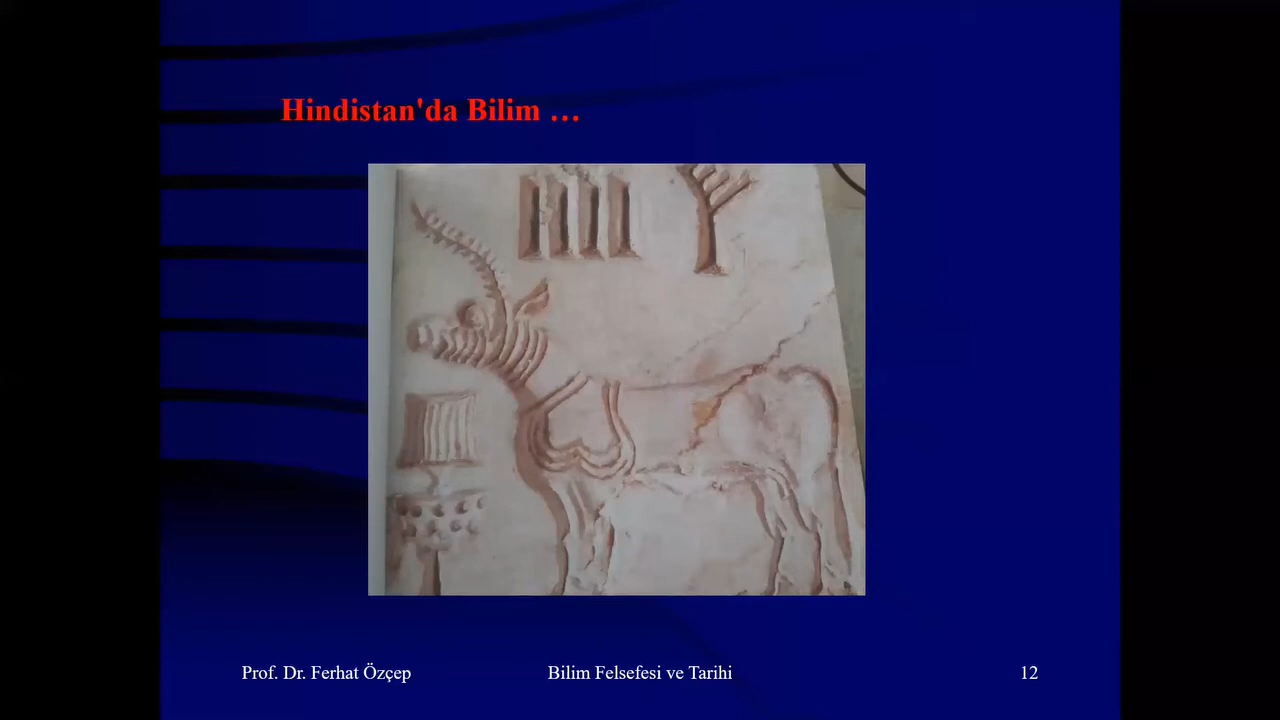 Hindistan'da Bilim …
Prof. Dr. Ferhat Özçep
Bilim Felsefesi ve Tarihi
12